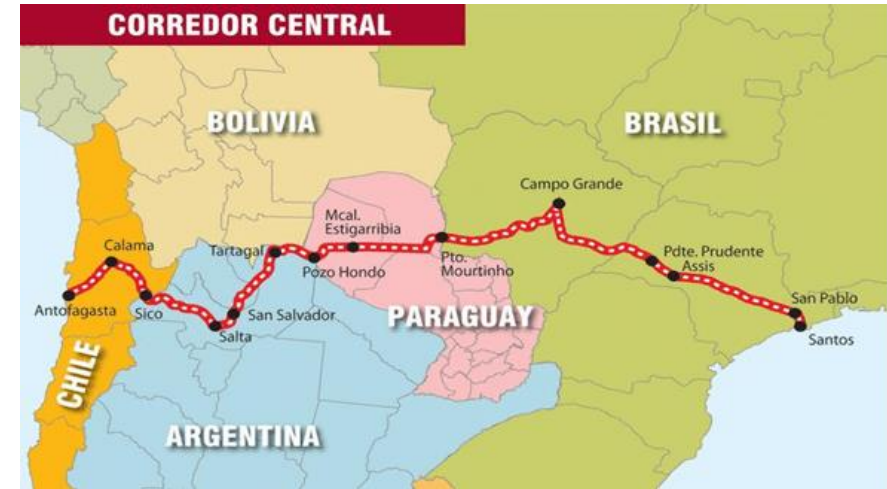 CORREDOR CENTRAL
BOLIVIA
BRASIL
Campo Grande
Mcal.
Estigarribia
Calama
Tartagal
Pozo Hondo
Pto.
Mourtinho
Pdte. Prudente
Assis
Antofagasta
Sico
San Salvador
Salta
PARAGUAY
San Pablo
Santos
CHILE
ARGENTINA